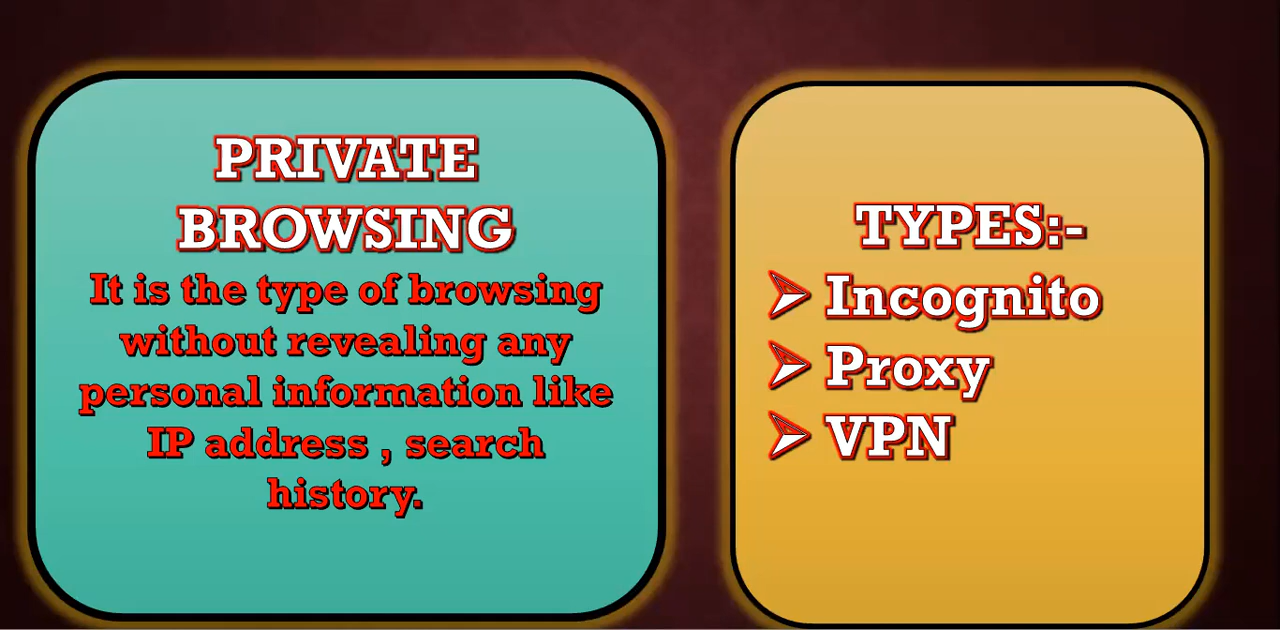 PRIVATE
BROWSING
It is the type of browsing
without revealing any
personal information like
IP address , search
history.
TYPES:-
Incognito
Proxy
VPN